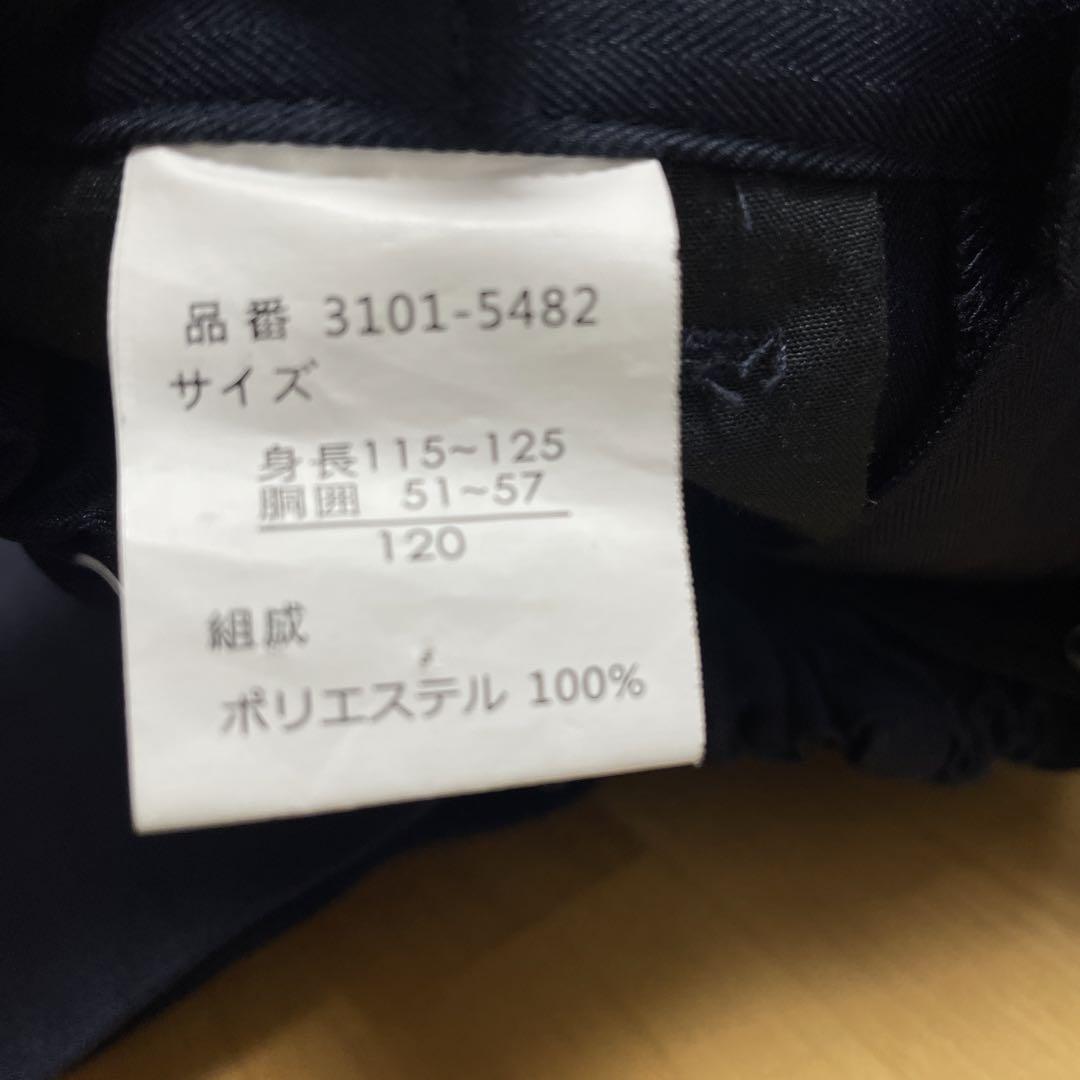 品番 3101-5482
サイズ
身長115~125
胴囲 51~57
120
組成
ポリエステル 100%